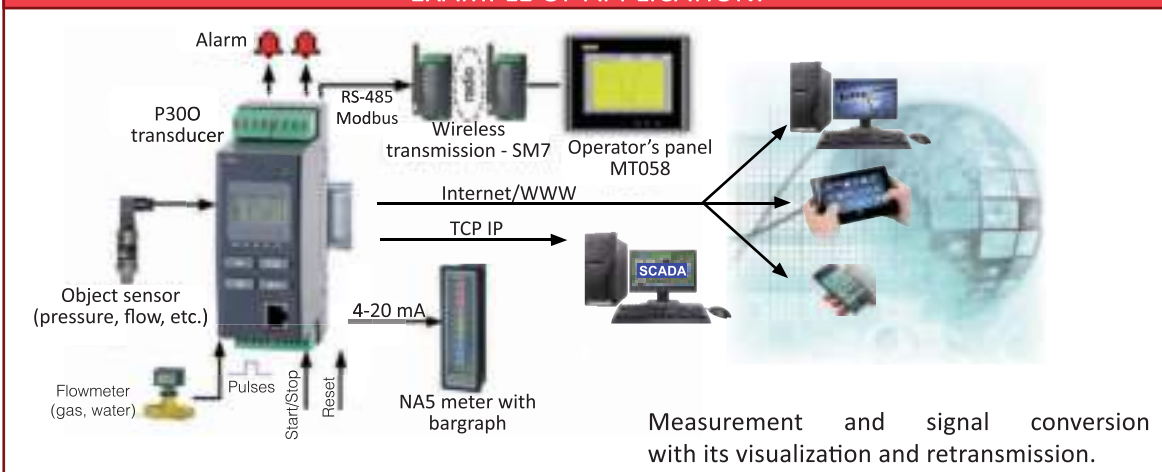 EXAMPLE OF APPLICATION:
Alarm
P30O
transducer
RS-485
Modbus
radio
Wireless
transmission - SM7
Operator's panel
MT058
Internet/WWW
TCP IP
SCADA
Object sensor
(pressure, flow, etc.)
4-20 mA
Flowmeter
(gas, water)
Pulses
Start/Stop
Reset
NA5 meter with
bargraph
Measurement and signal conversion
with its visualization and retransmission.